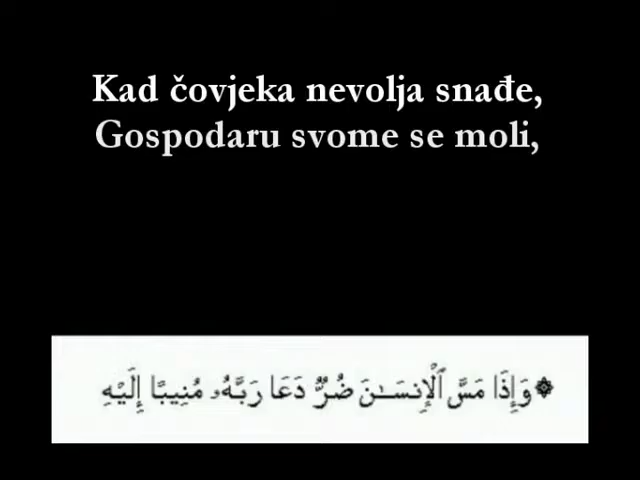 Kad čovjeka nevolja snađe,
Gospodaru svome se moli,
۞ وَإِذَا مَسَّ ٱلْإِنسَـٰنَ ضُرٌّ دَعَا رَبَّهُۥ مُنِيبًا إِلَيْهِ